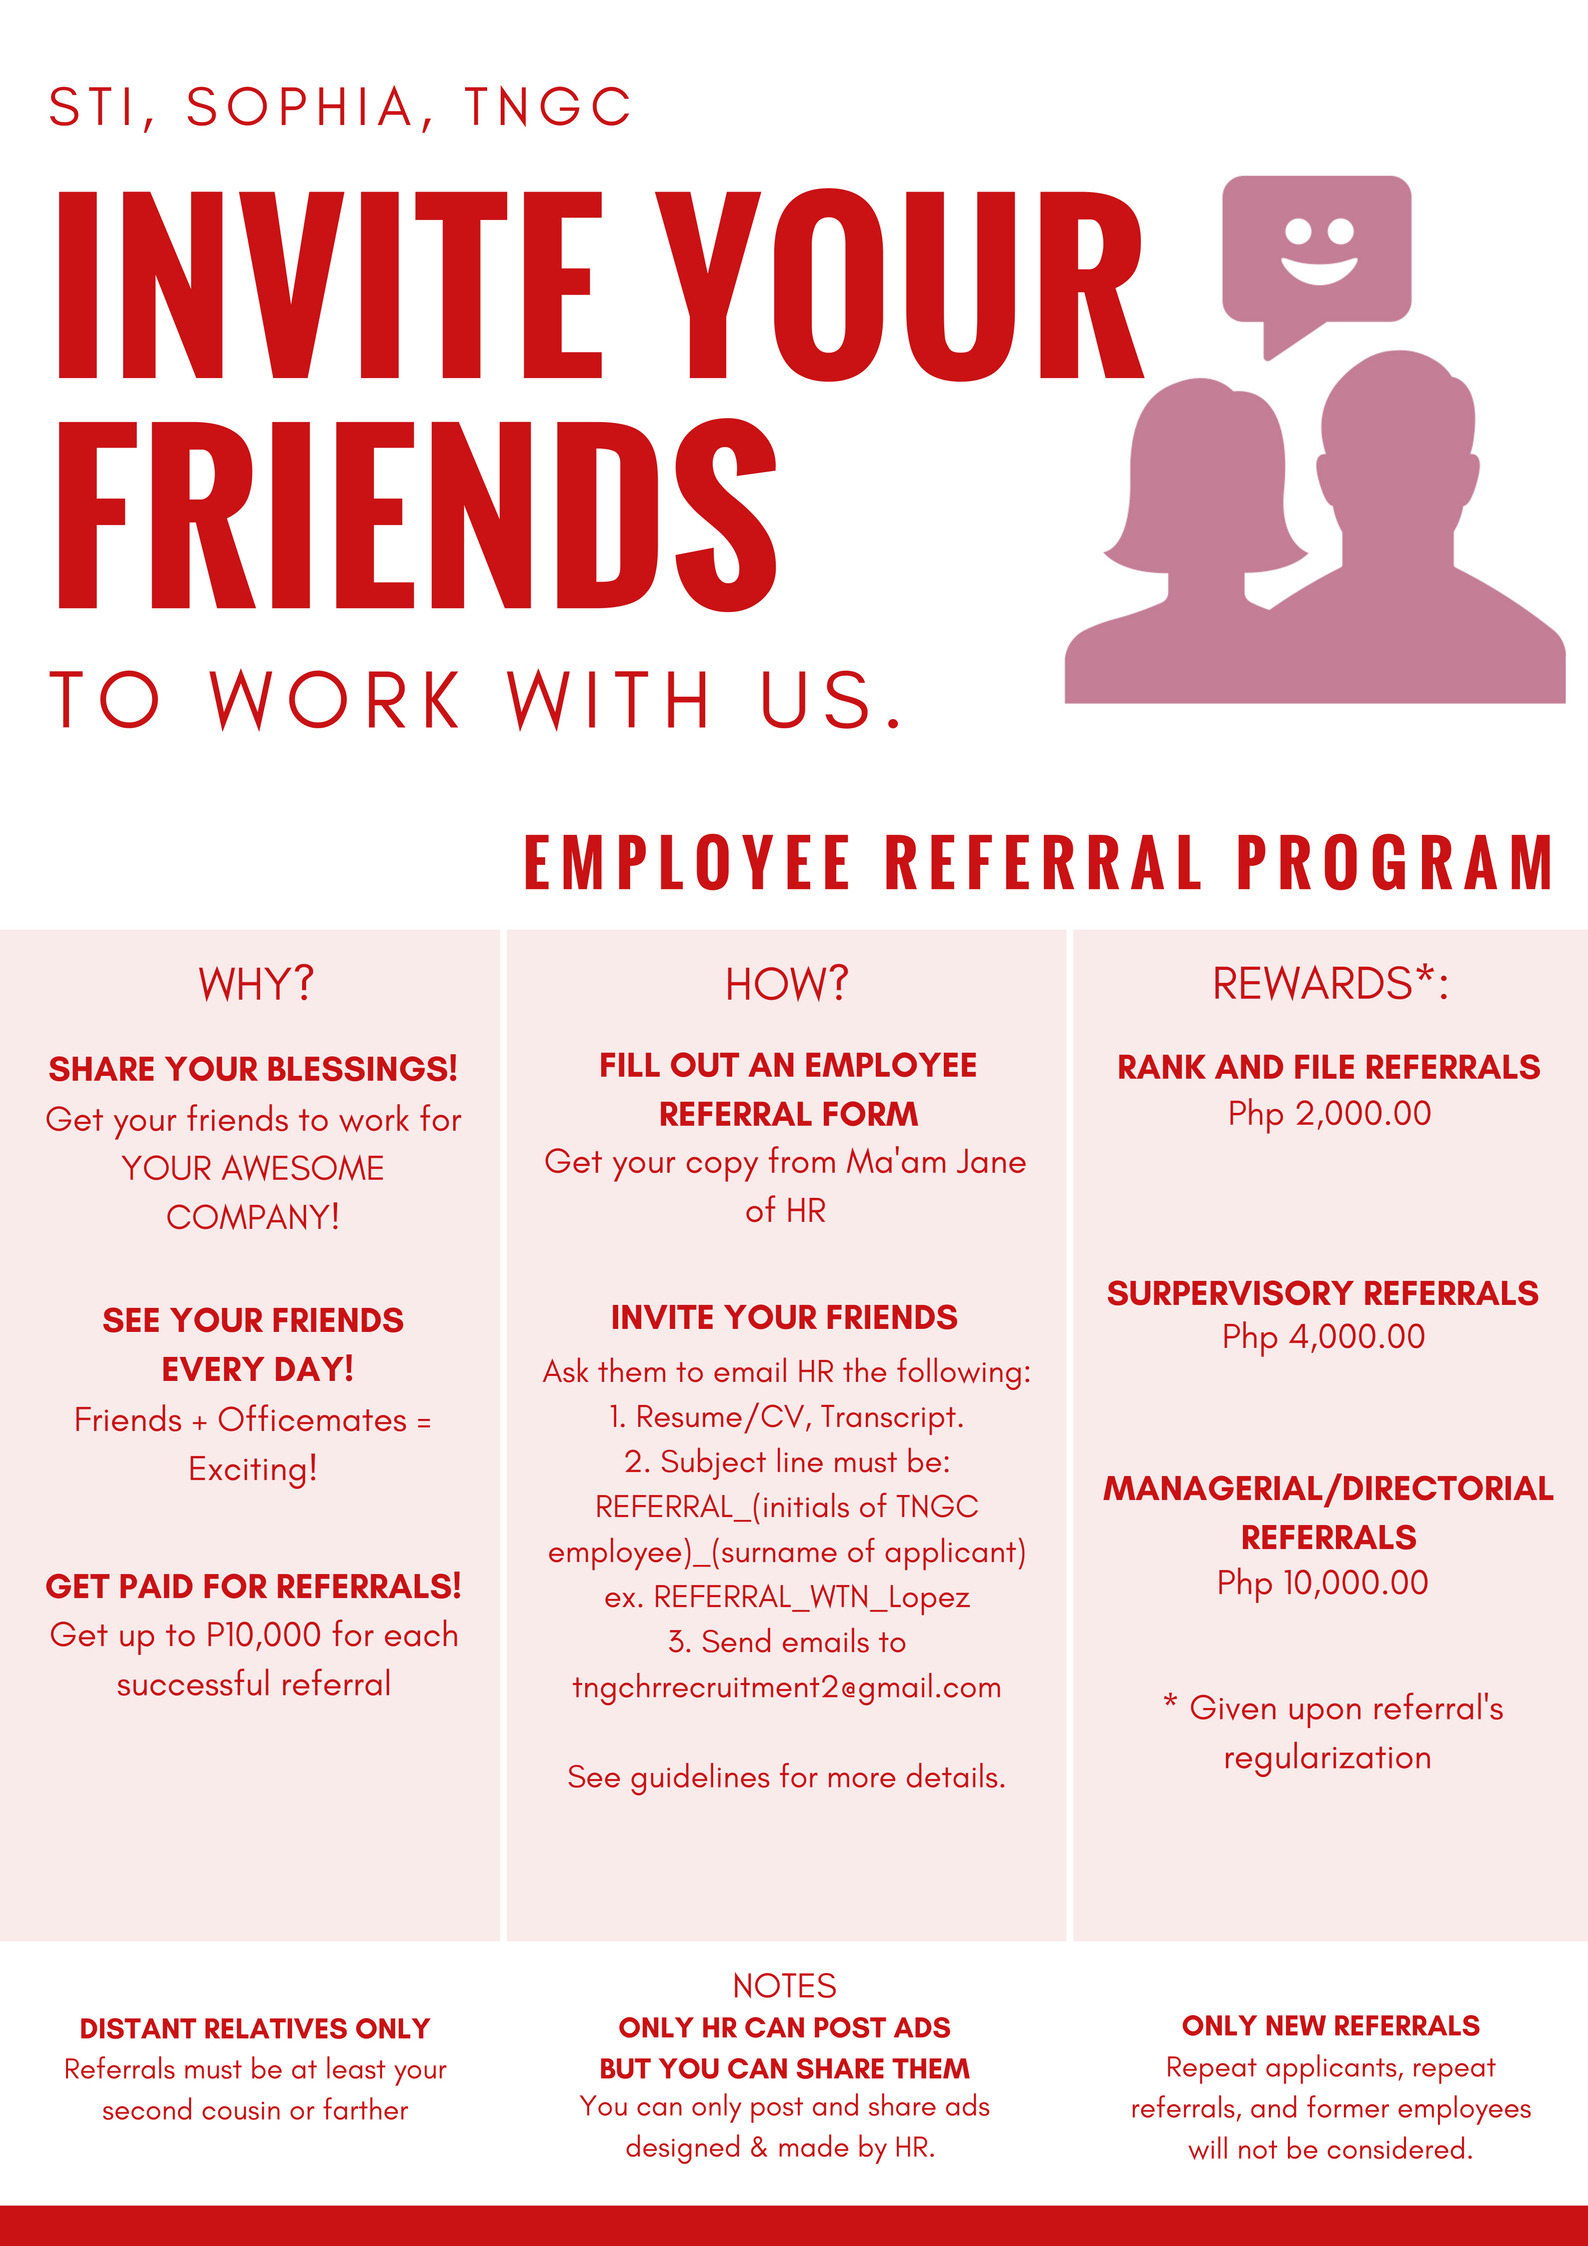 STI, SOPHIA, TNGC
INVITE YOUR
FRIENDS
TO WORK WITH US.
EMPLOYEE REFERRAL PROGRAM
WHY?
SHARE YOUR BLESSINGS!
Get your friends to work for
YOUR AWESOME
COMPANY!
SEE YOUR FRIENDS
EVERY DAY!
Friends + Officemates =
Exciting!
GET PAID FOR REFERRALS!
Get up to P10,000 for each
successful referral
HOW?
FILL OUT AN EMPLOYEE
REFERRAL FORM
Get your copy from Ma'am Jane
of HR
INVITE YOUR FRIENDS
Ask them to email HR the following:
1. Resume/CV, Transcript.
2. Subject line must be:
REFERRAL_(initials of TNGC
employee)_(surname of applicant)
ex. REFERRAL_WTN_Lopez
3. Send emails to
tngchrrecruitment2@gmail.com
See guidelines for more details.
REWARDS*:
RANK AND FILE REFERRALS
Php 2,000.00
SURPERVISORY REFERRALS
Php 4,000.00
MANAGERIAL/DIRECTORIAL
REFERRALS
Php 10,000.00
* Given upon referral's
regularization
NOTES
DISTANT RELATIVES ONLY
Referrals must be at least your
second cousin or farther
ONLY HR CAN POST ADS
BUT YOU CAN SHARE THEM
You can only post and share ads
designed & made by HR.
ONLY NEW REFERRALS
Repeat applicants, repeat
referrals, and former employees
will not be considered.